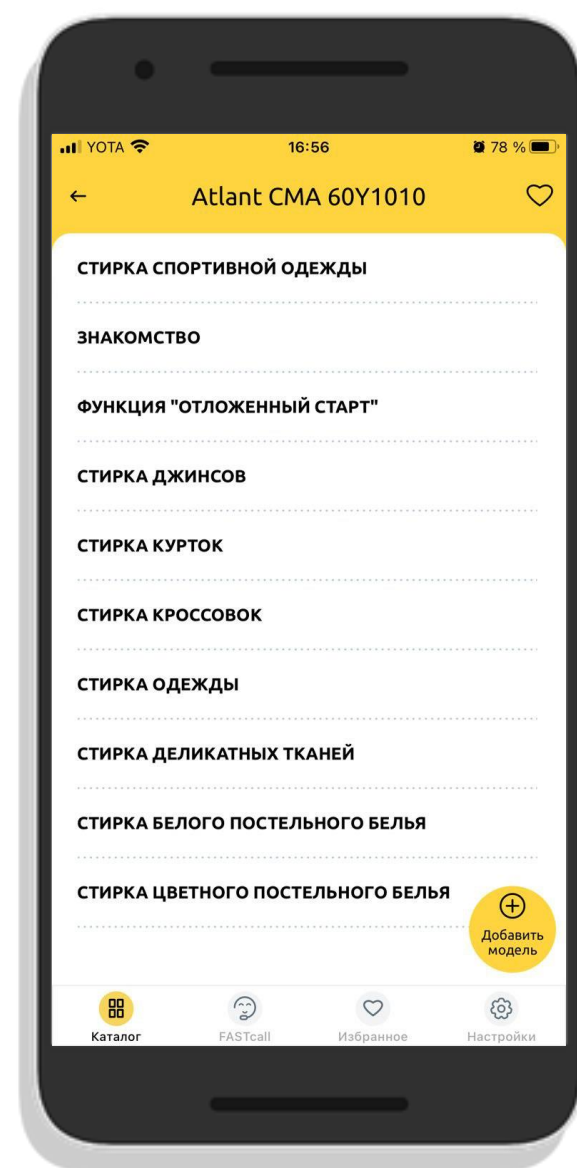 YOTA 16:56 78 %
Atlant СМА 60Y1010
СТИРКА СПОРТИВНОЙ ОДЕЖДЫ
ЗНАКОМСТВО
ФУНКЦИЯ "ОТЛОЖЕННЫЙ СТАРТ"
СТИРКА ДЖИНСОВ
СТИРКА КУРТОК
СТИРКА КРОССОВОК
СТИРКА ОДЕЖДЫ
СТИРКА ДЕЛИКАТНЫХ ТКАНЕЙ
СТИРКА БЕЛОГО ПОСТЕЛЬНОГО БЕЛЬЯ
СТИРКА ЦВЕТНОГО ПОСТЕЛЬНОГО БЕЛЬЯ
Добавить
модель
Каталог FASTcall Избранное Настройки